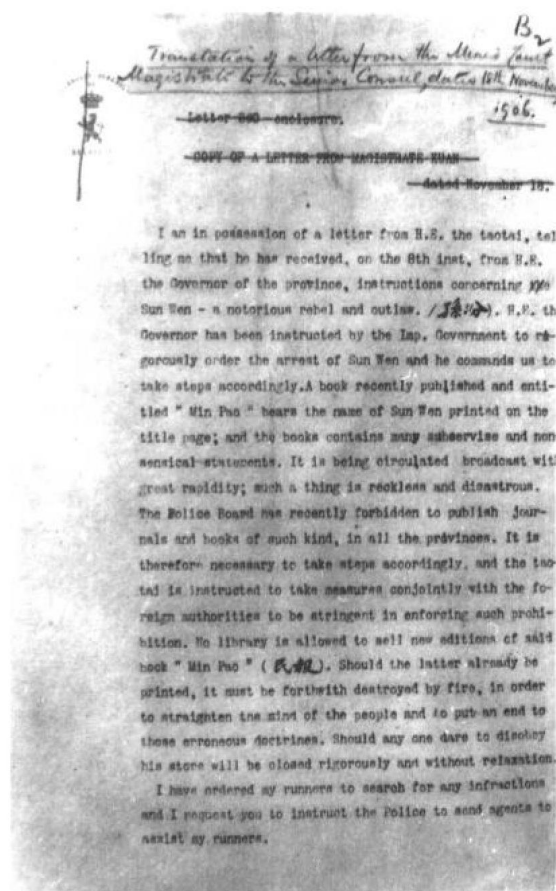 B2
Translation of a letter from the Mixed Court
Magistrate to the Senior Consul, dated 18th November
1906.
Letter enclosure.
COPY OF A LETTER FROM MAGISTRATE KUAN
dated November 18.
I am in possession of a letter from H.E. the taotai, tel
ling me that he has received, on the 8th inst, from H.E.
the Governor of the province, instructions concerning
Sun Wen - a notorious rebel and outlaw. (孫汶). H.E. th
Governor has been instructed by the Imp. Government to ri-
gorously order the arrest of Sun Wen and he commands us to
take steps accordingly.A book recently published and enti-
tled " Min Pao " bears the name of Sun Wen printed on the
title page; and the books contains many subservise and non
sensical statements. It is being circulated broadcast wit
great rapidity; such a thing is reckless and disastrous.
The Police Board has recently forbidden to publish jour-
nals and books of such kind, in all the provinces. It is
therefore necessary to take steps accordingly, and the tao-
tai is instructed to take measures conjointly with the fo-
reign authorities to be stringent in enforcing such prohi-
bition. No library is allowed to sell new editions of said
book " Min Pao " (民報). Should the latter already be
printed, it must be forthwith destroyed by fire, in order
to straighten the mind of the people and to put an end to
those erroneous doctrines. Should any one dare to disobey
his store will be closed rigorously and without relaxation.
I have ordered my runners to search for any infractions
and I request you to instruct the Police to send agents to
assist my runners.